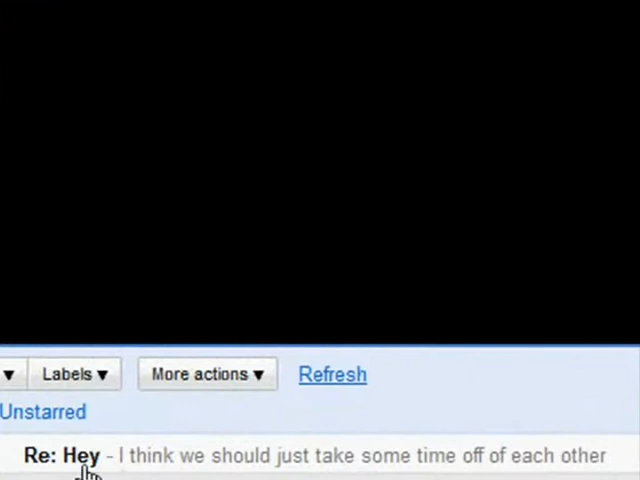 Labels ▼ More actions ▼ Refresh
Unstarred
Re: Hey - I think we should just take some time off of each other